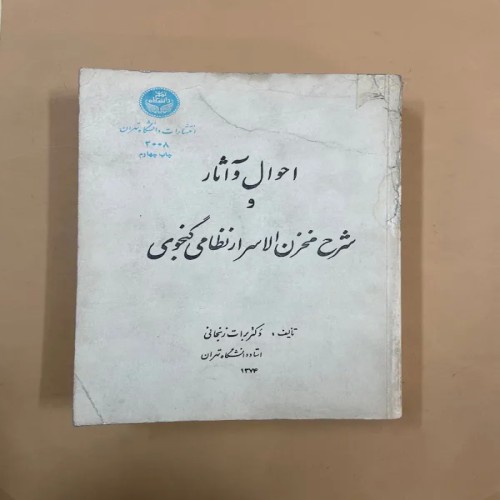 انتشارات دانشگاه تهران
۲۰۰۸
چاپ چهارم
احوال و آثار
و
شرح مخزن الاسرار نظامی گنجوی
تألیف : دکتر برات زنجانی
استاد دانشگاه تهران
۱۳۷۴